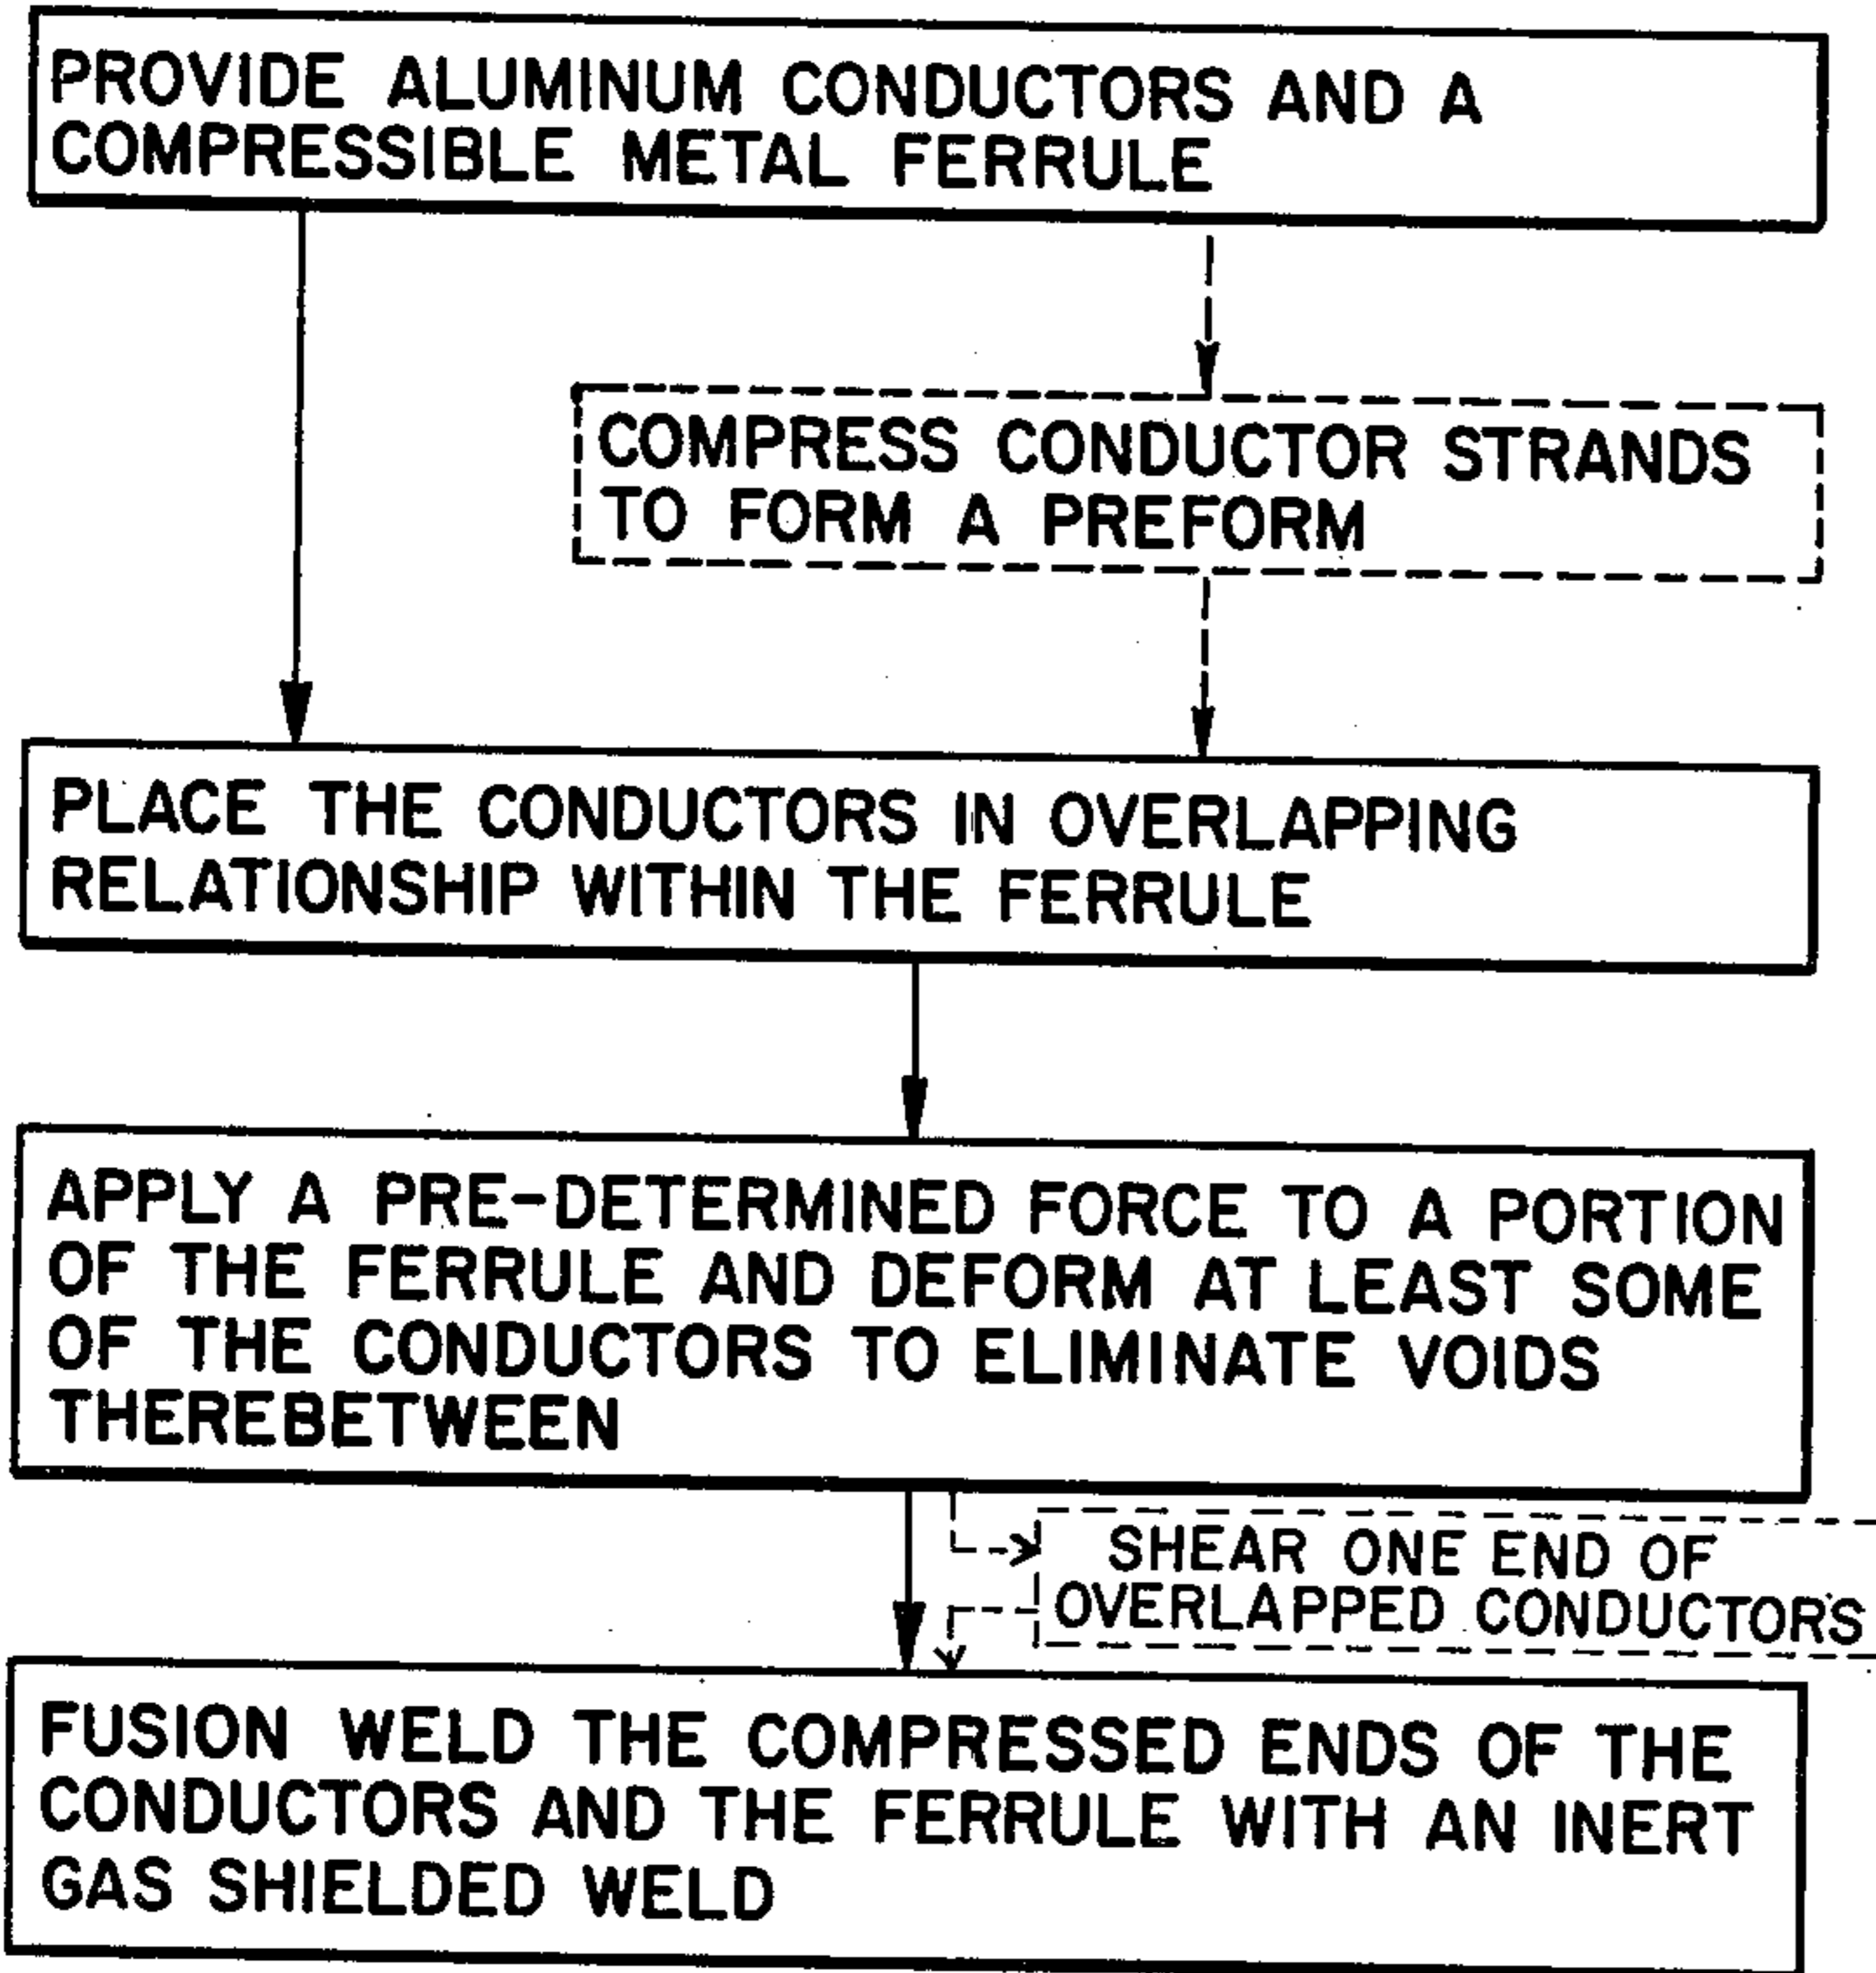 PROVIDE ALUMINUM CONDUCTORS AND A
COMPRESSIBLE METAL FERRULE
COMPRESS CONDUCTOR STRANDS
TO FORM A PREFORM
PLACE THE CONDUCTORS IN OVERLAPPING
RELATIONSHIP WITHIN THE FERRULE
APPLY A PRE-DETERMINED FORCE TO A PORTION
OF THE FERRULE AND DEFORM AT LEAST SOME
OF THE CONDUCTORS TO ELIMINATE VOIDS
THEREBETWEEN
SHEAR ONE END OF
OVERLAPPED CONDUCTORS
FUSION WELD THE COMPRESSED ENDS OF THE
CONDUCTORS AND THE FERRULE WITH AN INERT
GAS SHIELDED WELD